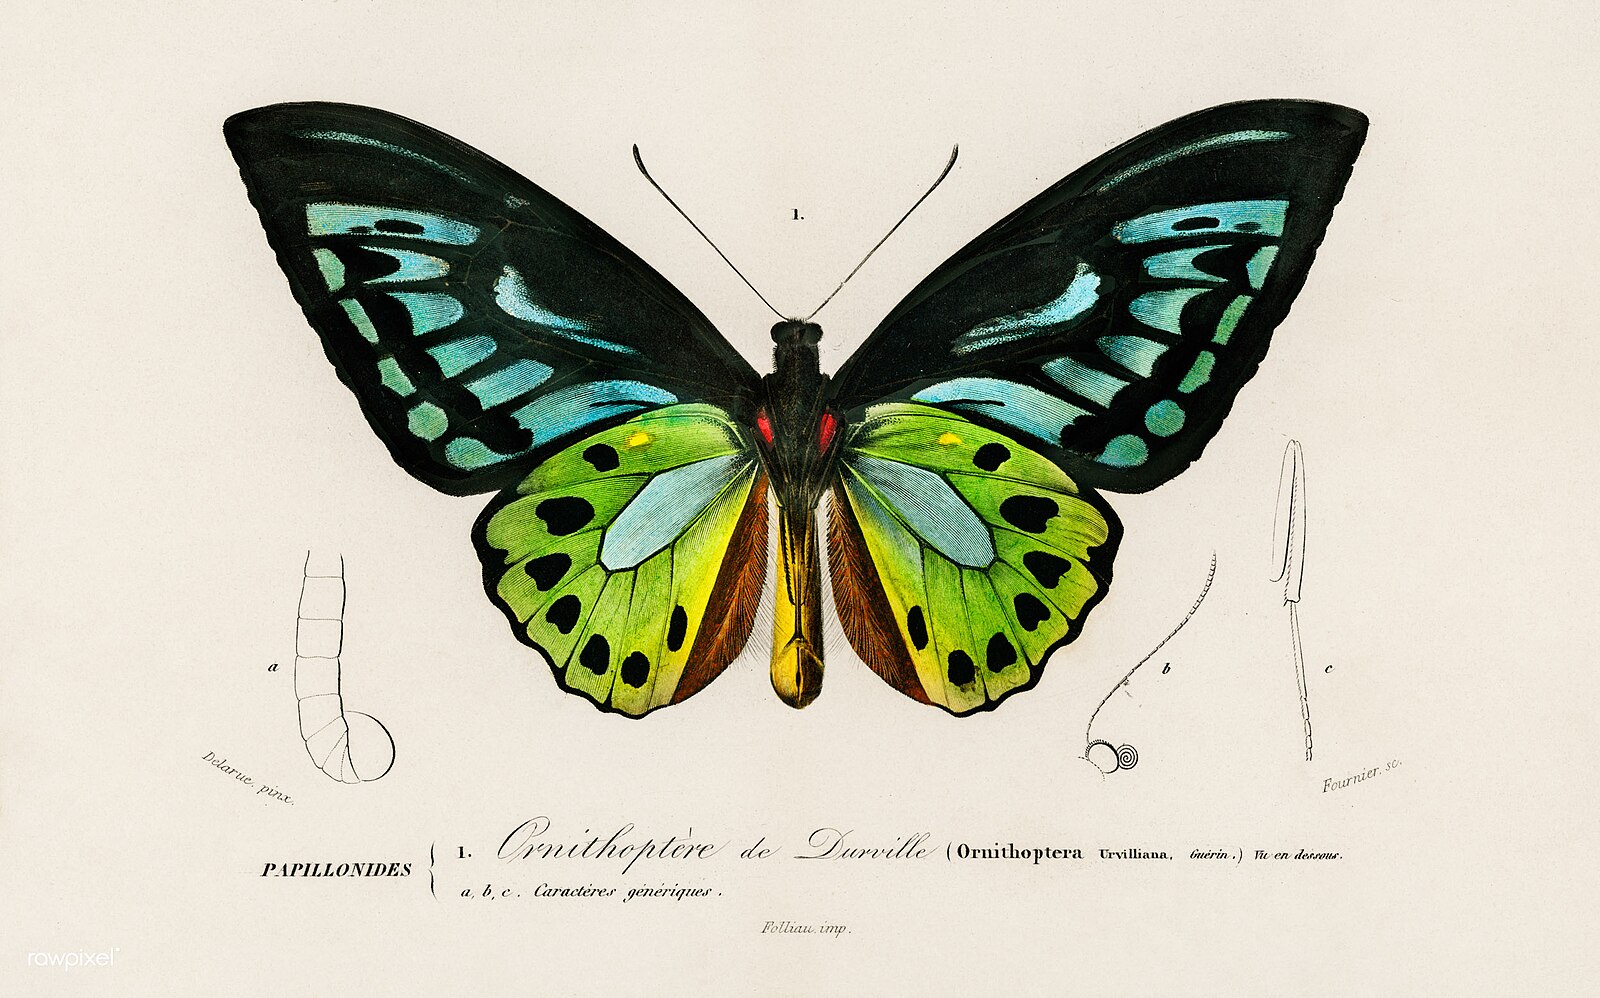 1.
a
b
c
Delarue. pinx.
Fournier. sc.
PAPILLONIDES { 1. Ornithoptère de Durville (Ornithoptera Urvilliana, Guérin.) Vu en dessous.
a, b, c. Caractéres génériques.
Folliau. imp.
rawpixel